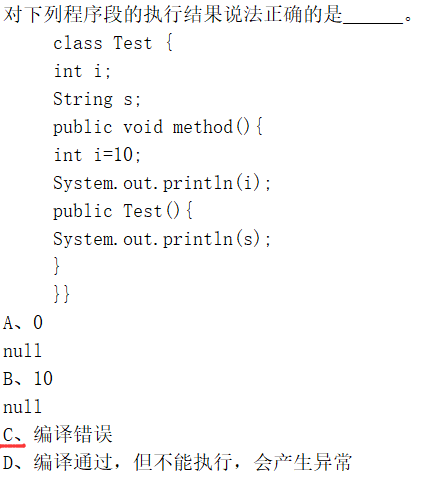 对下列程序段的执行结果说法正确的是______。
class Test {
int i;
String s;
public void method(){
int i=10;
System.out.println(i);
public Test(){
System.out.println(s);
}
}}
A、0
null
B、10
null
C、编译错误
D、编译通过，但不能执行，会产生异常